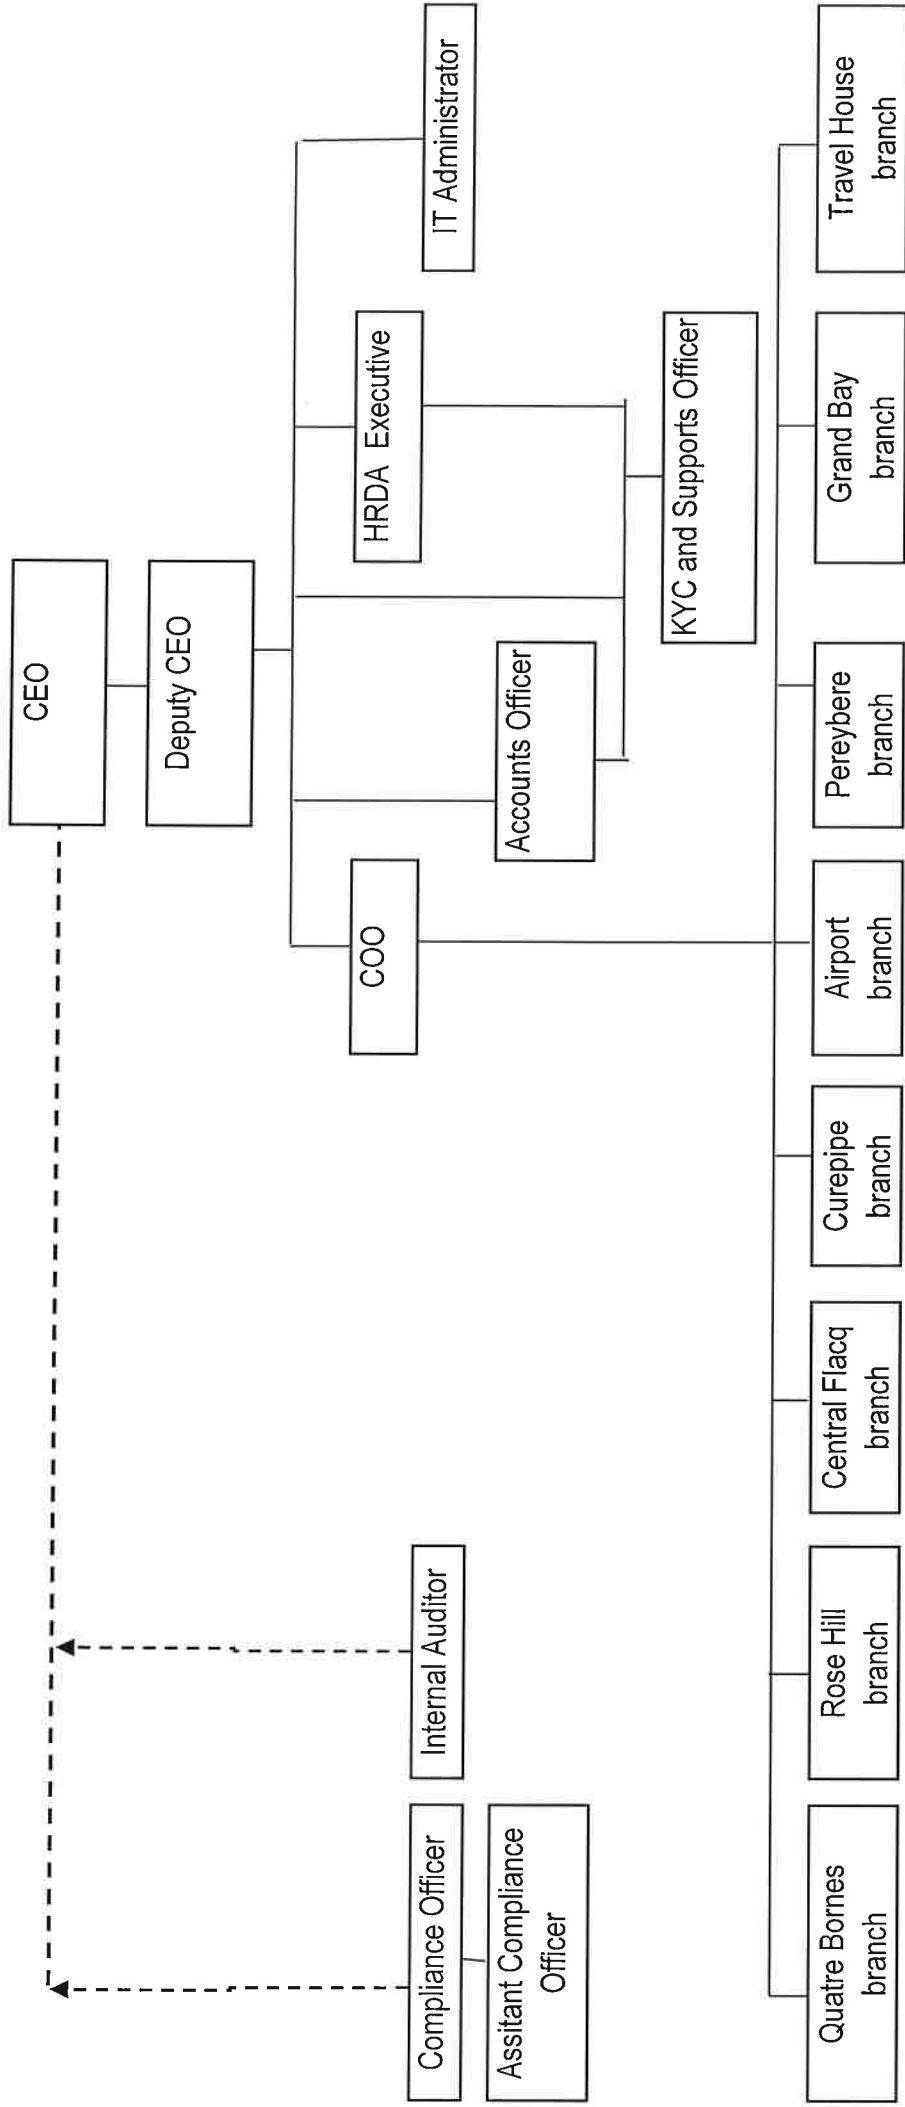 CEO
Deputy CEO
COO
HRDA Executive
IT Administrator
Compliance Officer
Internal Auditor
Assitant Compliance
Officer
Accounts Officer
KYC and Supports Officer
Quatre Bornes
branch
Rose Hill
branch
Central Flacq
branch
Curepipe
branch
Airport
branch
Pereybere
branch
Grand Bay
branch
Travel House
branch